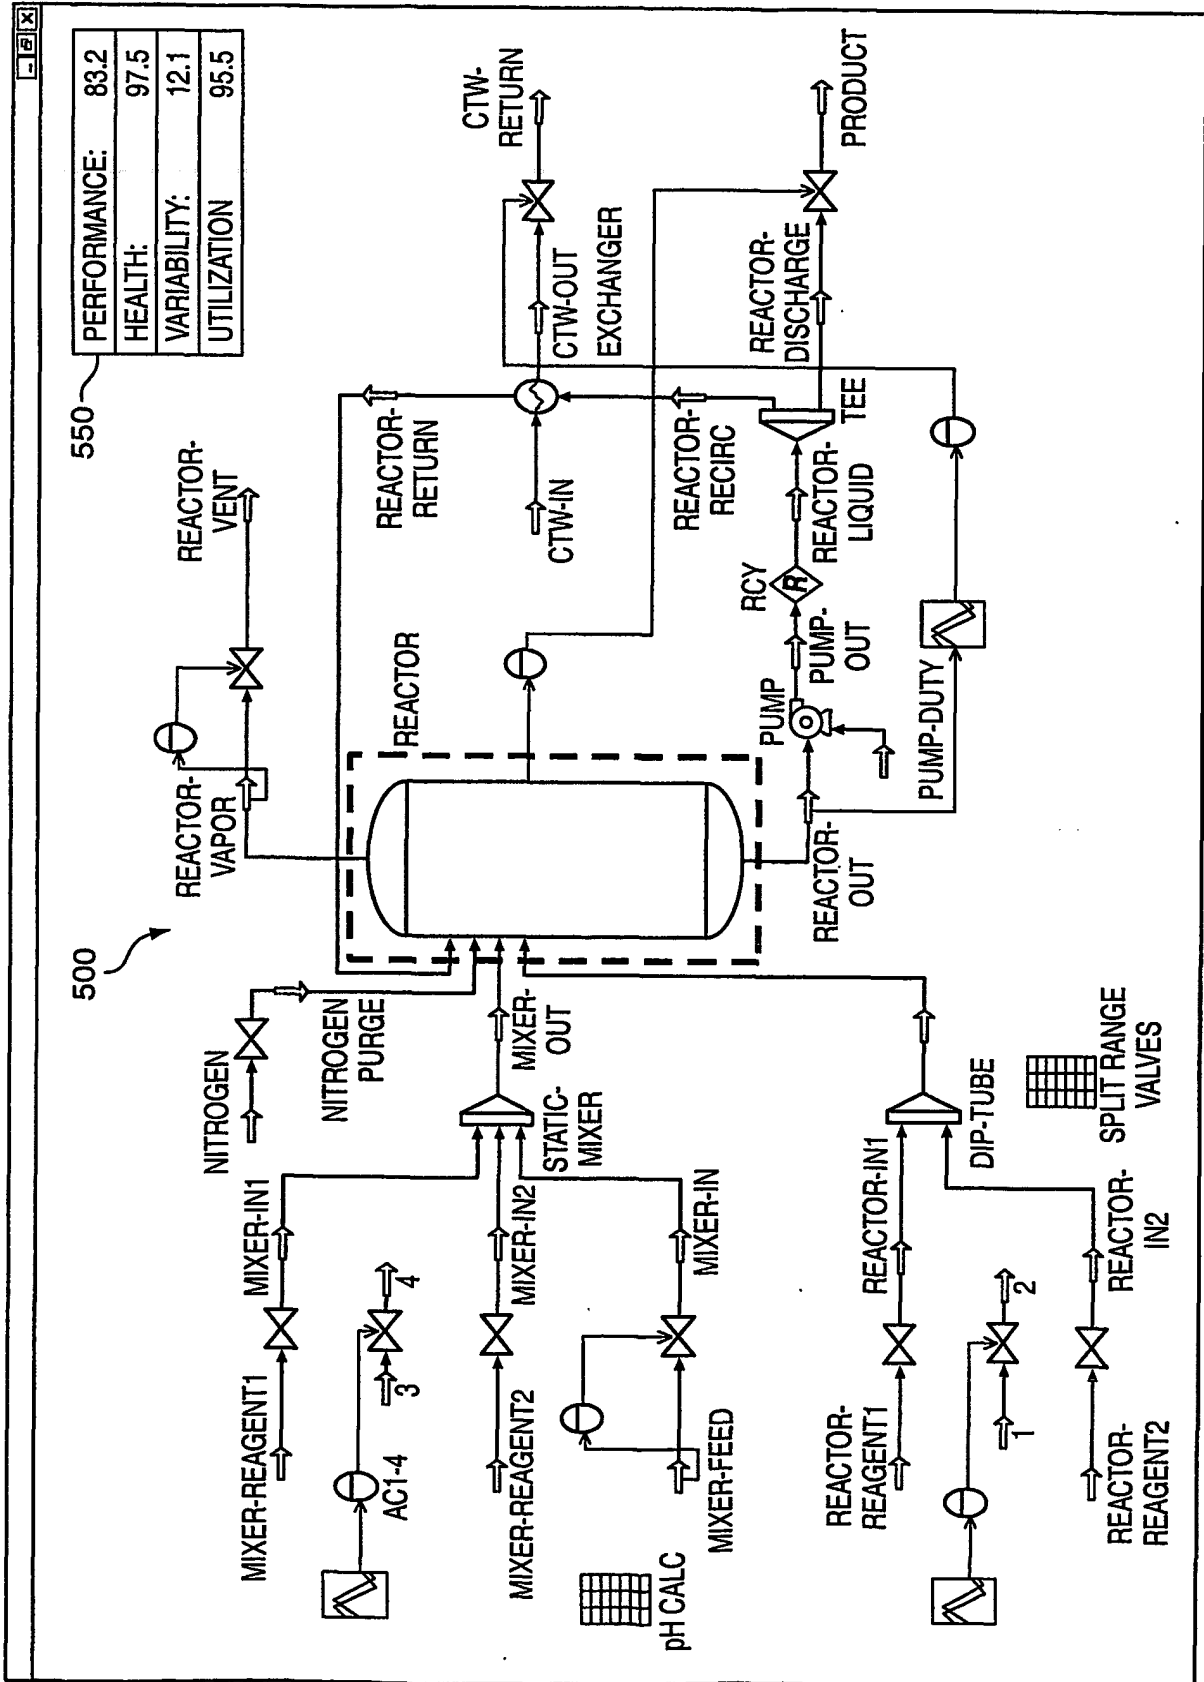 500
550
PERFORMANCE: 83.2
HEALTH: 97.5
VARIABILITY: 12.1
UTILIZATION 95.5
NITROGEN
NITROGEN
PURGE
REACTOR-
VAPOR
REACTOR-
VENT
REACTOR-
RETURN
CTW-
RETURN
MIXER-REAGENT1
MIXER-IN1
AC1-4
3
4
MIXER-REAGENT2
MIXER-IN2
STATIC-
MIXER
MIXER-
OUT
REACTOR
CTW-IN
CTW-OUT
EXCHANGER
pH CALC
MIXER-FEED
MIXER-IN
REACTOR-
RECIRC
RCY
R
PUMP
PUMP-
OUT
REACTOR-
LIQUID
TEE
REACTOR-
DISCHARGE
PRODUCT
REACTOR-
OUT
PUMP-DUTY
REACTOR-
REAGENT1
REACTOR-IN1
DIP-TUBE
1
2
REACTOR-
REAGENT2
REACTOR-
IN2
SPLIT RANGE
VALVES